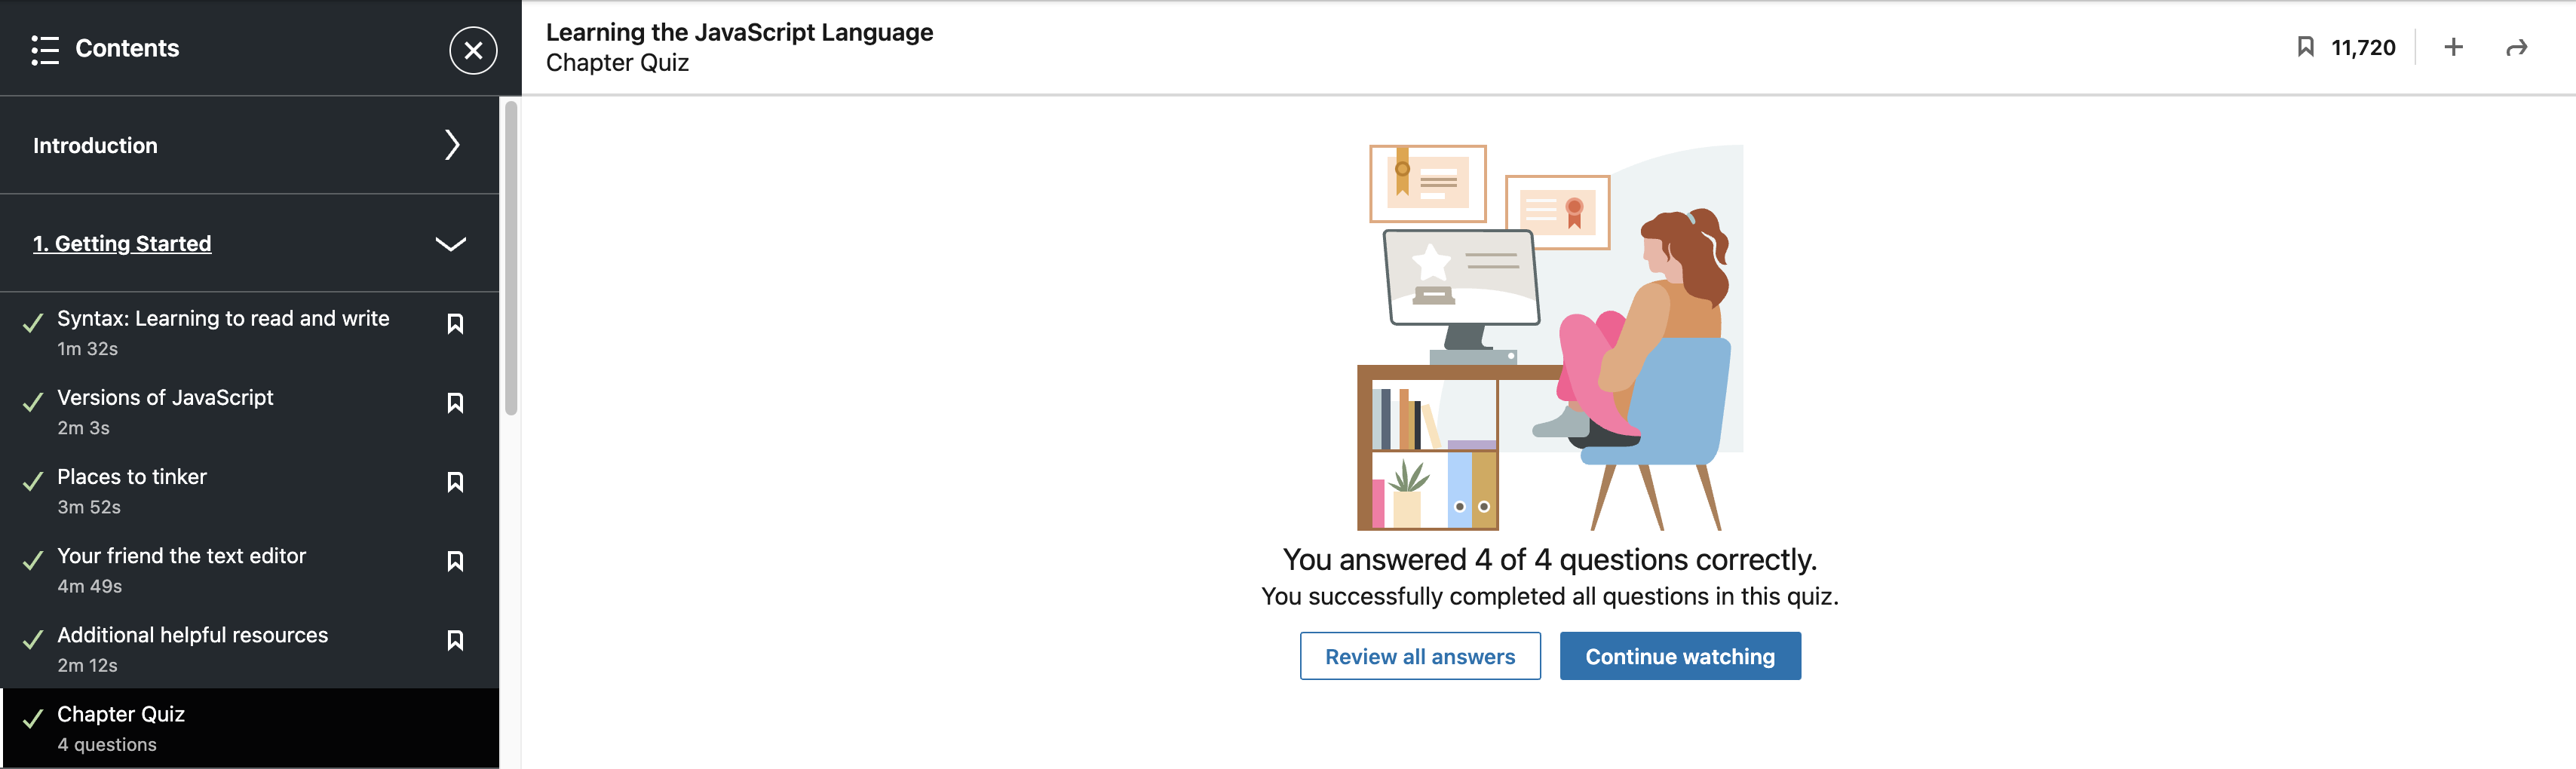 Contents
Introduction
1. Getting Started
Syntax: Learning to read and write
1m 32s
Versions of JavaScript
2m 3s
Places to tinker
3m 52s
Your friend the text editor
4m 49s
Additional helpful resources
2m 12s
Chapter Quiz
4 questions
Learning the JavaScript Language
Chapter Quiz
11,720
You answered 4 of 4 questions correctly.
You successfully completed all questions in this quiz.
Review all answers
Continue watching